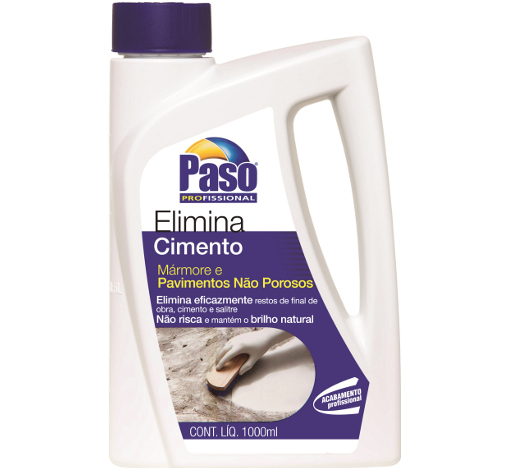 Paso
PROFISSIONAL
Elimina
Cimento
Mármore e
Pavimentos Não Porosos
Elimina eficazmente restos de final de
obra, cimento e salitre
Não risca e mantém o brilho natural
ACABAMENTO
profissional
CONT. LÍQ. 1000ml